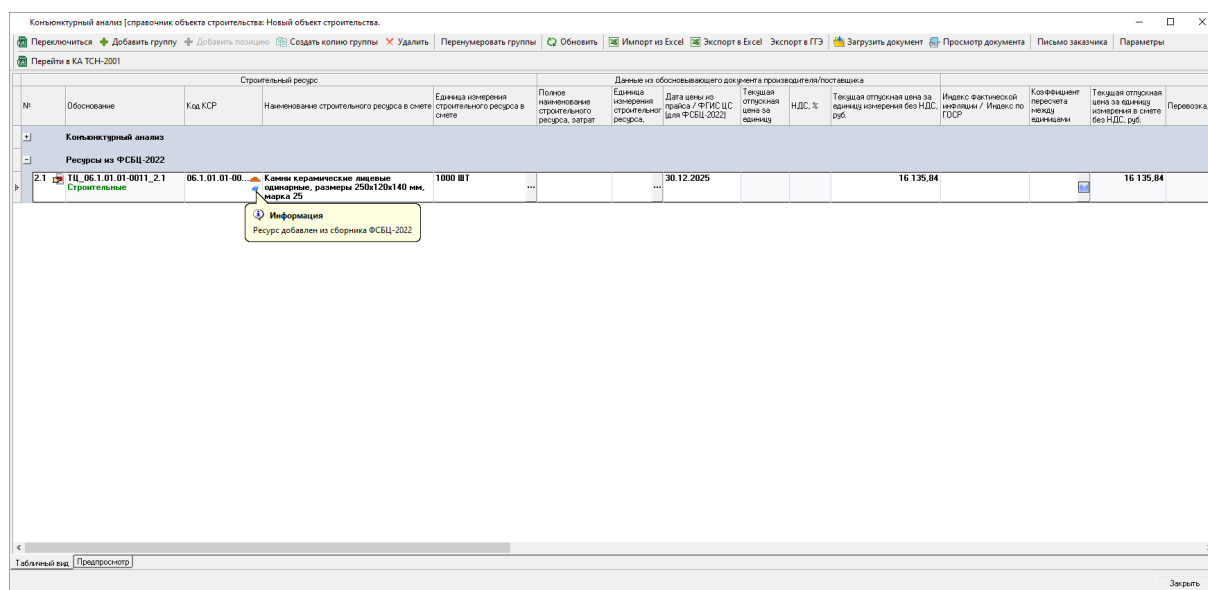 Конъюнктурный анализ [справочник объекта строительства: Новый объект строительства.
Переключиться Добавить группу Добавить позицию Создать копию группы Удалить Перенумеровать группы Обновить Импорт из Excel Экспорт в Excel Экспорт в ГГЭ Загрузить документ Просмотр документа Письмо заказчика Параметры
Перейти в КА ТСН-2001
Строительный ресурс Данные из обосновывающего документа производителя/поставщика
№ Обоснование Код КСР Наименование строительного ресурса в смете Единица измерения строительного ресурса в смете Полное наименование строительного ресурса, затрат Единица измерения строительног ресурса, Дата цены из прайса / ФГИС ЦС (для ФСБЦ-2022) Текущая отпускная цена за единицу НДС, % Текущая отпускная цена за единицу измерения без НДС, руб. Индекс фактической инфляции / Индекс по ГОСР Коэффициент пересчета между единицами Текущая отпускная цена за единицу измерения в смете без НДС, руб. Перевозка,
Конъюнктурный анализ
Ресурсы из ФСБЦ-2022
2.1 ТЦ_06.1.01.01-0011_2.1 06.1.01.01-00... Камни керамические лицевые 1000 ШТ 30.12.2025 16 135,84 16 135,84
Строительные одинарные, размеры 250х120х140 мм, ... ...
марка 25
Информация
Ресурс добавлен из сборника ФСБЦ-2022
Табличный вид Предпросмотр
Закрыть